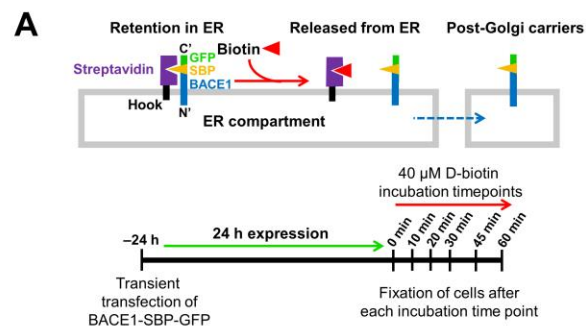 A
Retention in ER
Released from ER
Post-Golgi carriers
C’
GFP
Biotin
Streptavidin
SBP
BACE1
Hook
N’
ER compartment
40 µM D-biotin
incubation timepoints
0 min
10 min
20 min
30 min
45 min
60 min
–24 h
24 h expression
Transient
transfection of
BACE1-SBP-GFP
Fixation of cells after
each incubation time point